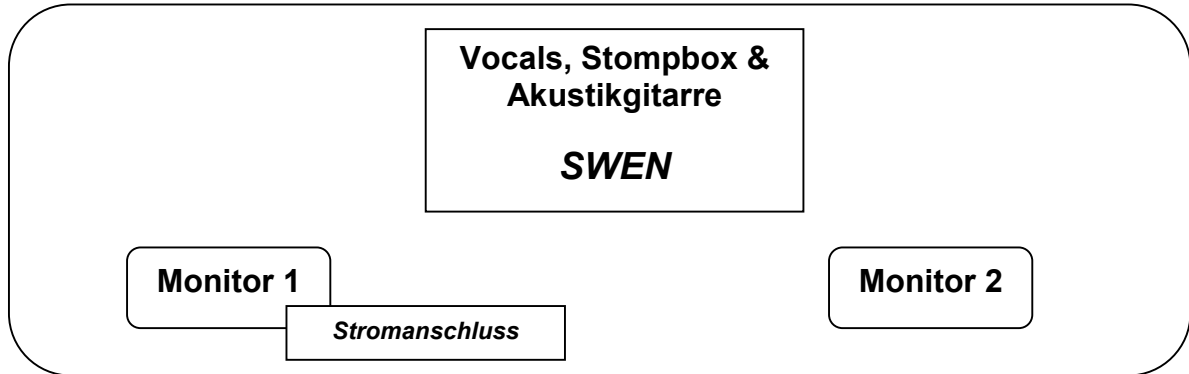 Vocals, Stompbox &
Akustikgitarre
SWEN
Monitor 1
Monitor 2
Stromanschluss